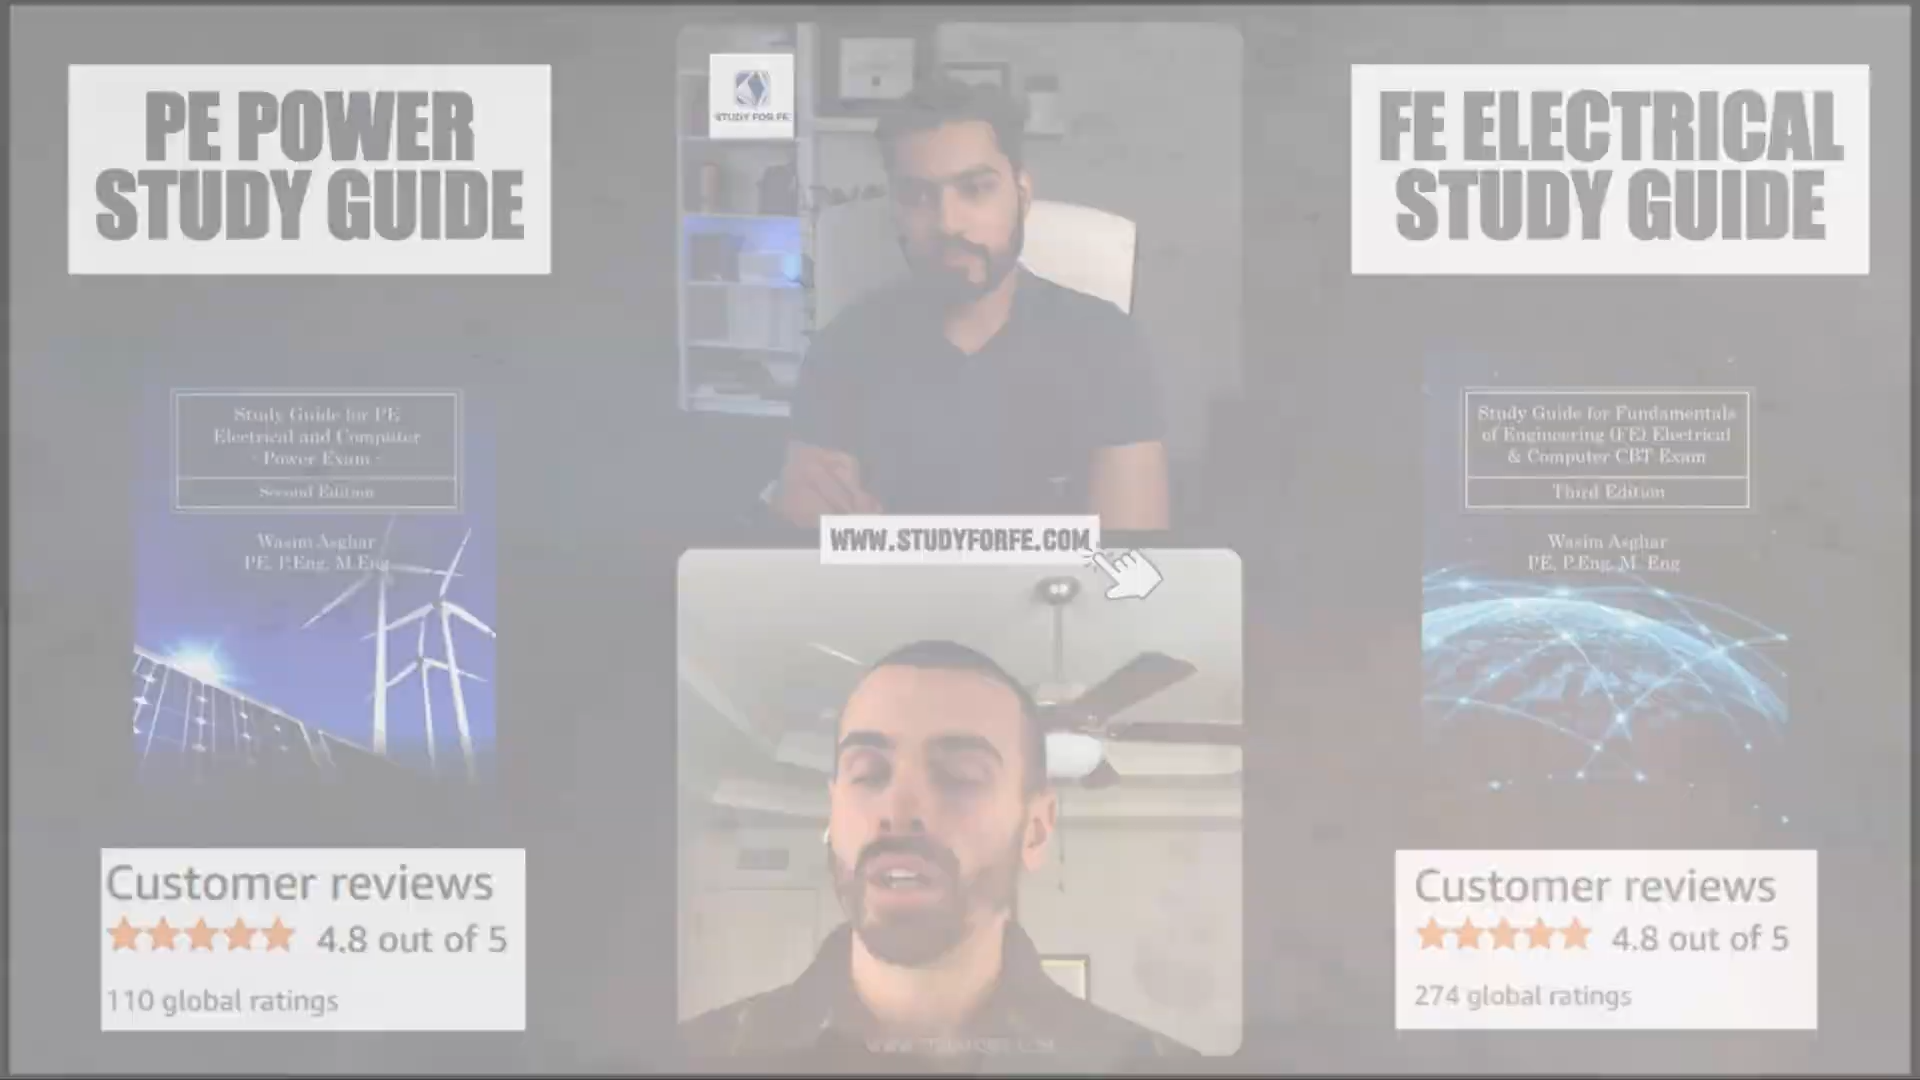 PE POWER
STUDY GUIDE
Study Guide for PE
Electrical and Computer
- Power Exam -
Second Edition
Wasim Asghar
PE, P.Eng, M.Eng
Customer reviews
4.8 out of 5
110 global ratings
STUDY FOR FE
WWW.STUDYFORFE.COM
FE ELECTRICAL
STUDY GUIDE
Study Guide for Fundamentals
of Engineering (FE) Electrical
& Computer CBT Exam
Third Edition
Wasim Asghar
PE, P.Eng, M. Eng
Customer reviews
4.8 out of 5
274 global ratings